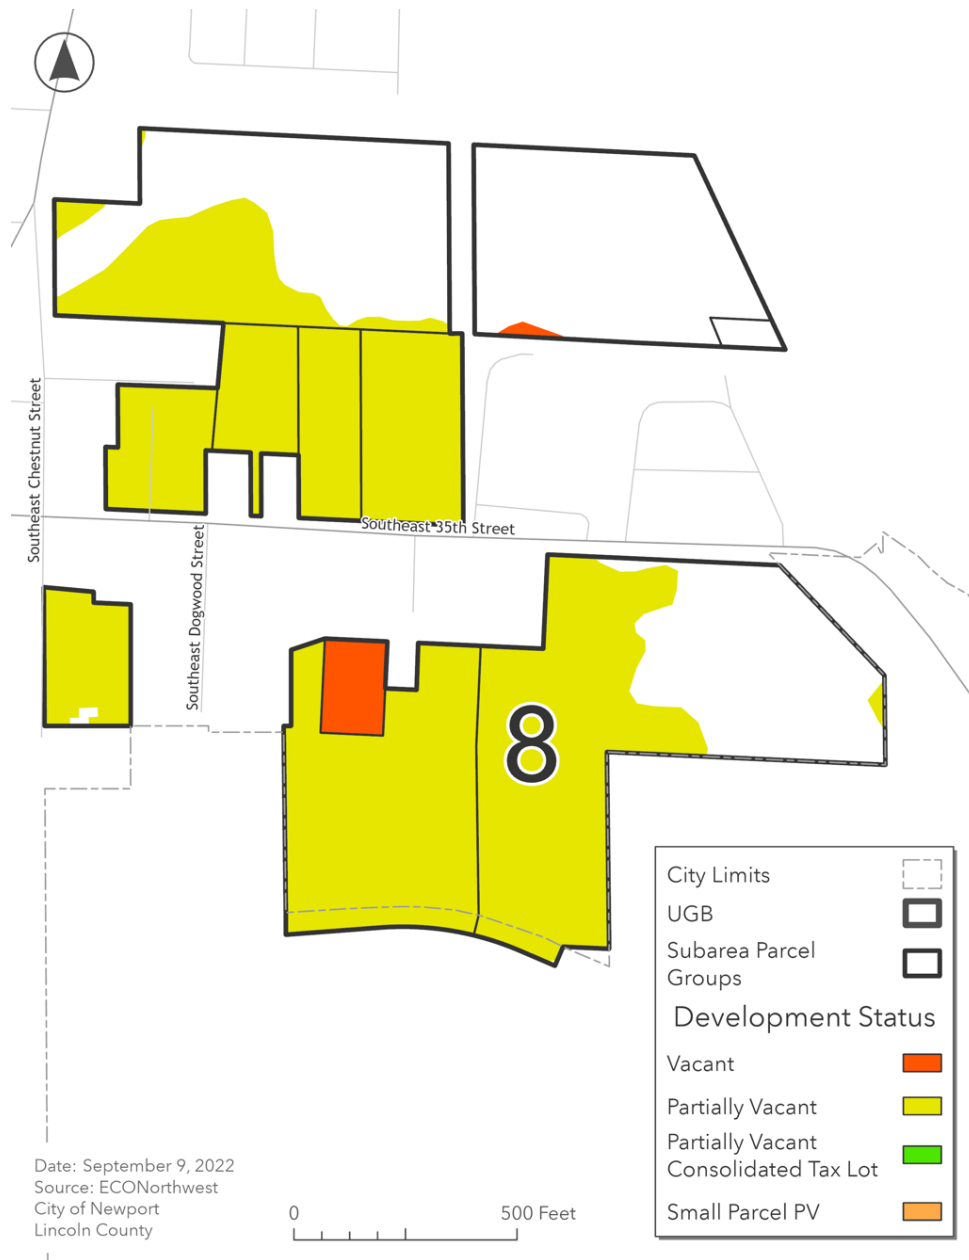 Southeast Chestnut Street
Southeast 35th Street
Southeast Dogwood Street
8
City Limits
UGB
Subarea Parcel
Groups
Development Status
Vacant
Partially Vacant
Partially Vacant
Consolidated Tax Lot
Small Parcel PV
Date: September 9, 2022
Source: ECONorthwest
City of Newport
Lincoln County
0 500 Feet